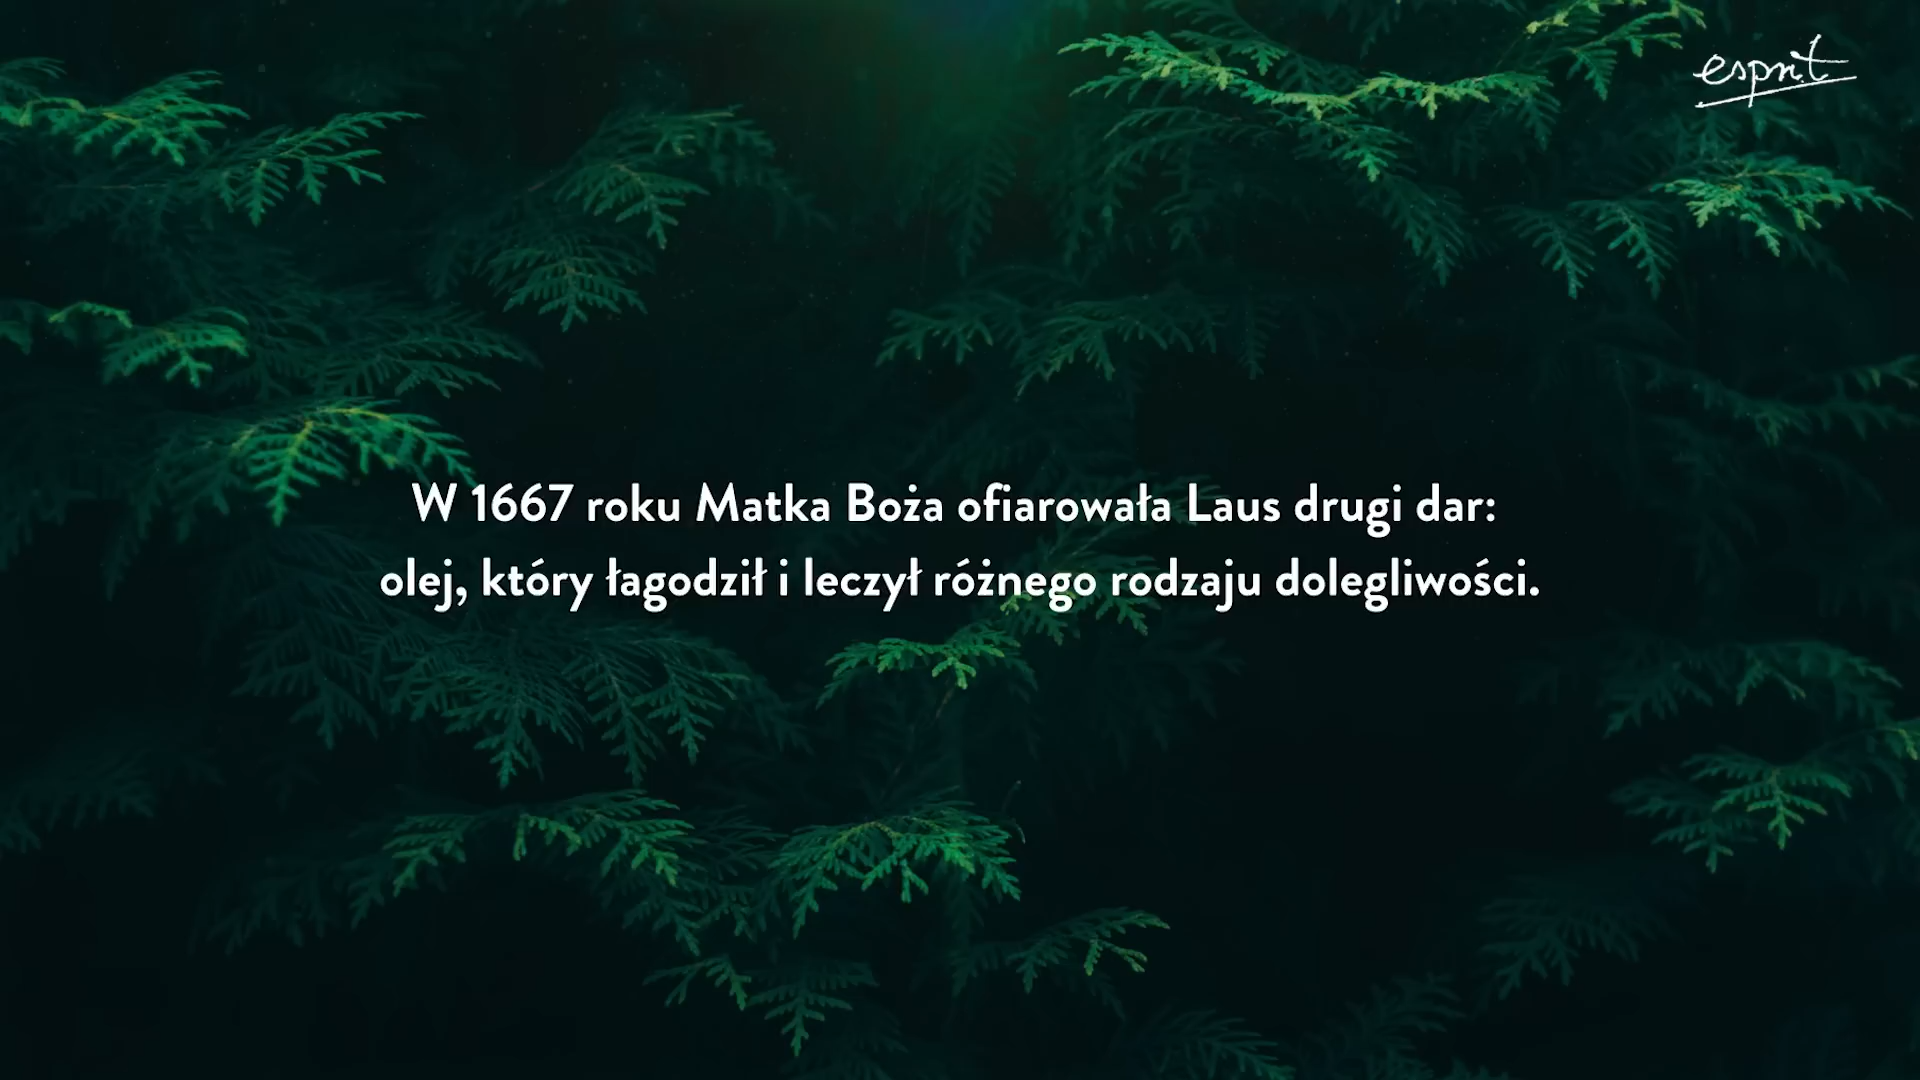 esprit
W 1667 roku Matka Boża ofiarowała Laus drugi dar:
olej, który łagodził i leczył różnego rodzaju dolegliwości.